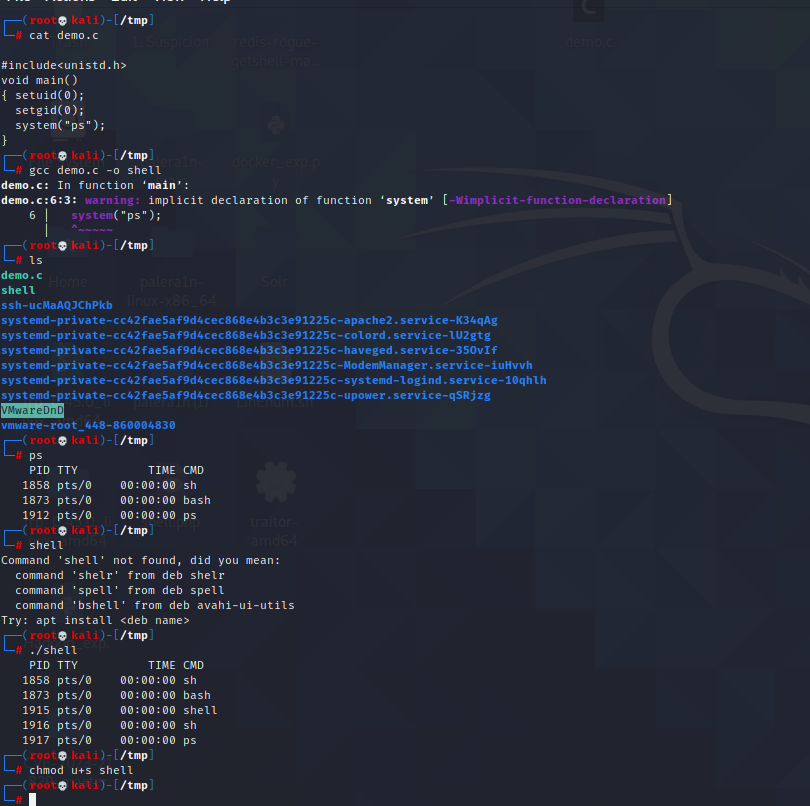 ┌──(root💀kali)-[/tmp]
└─# cat demo.c
#include<unistd.h>
void main()
{ setuid(0);
  setgid(0);
  system("ps");
}
┌──(root💀kali)-[/tmp]
└─# gcc demo.c -o shell
demo.c: In function ‘main’:
demo.c:6:3: warning: implicit declaration of function ‘system’ [-Wimplicit-function-declaration]
    6 |   system("ps");
      |   ^~~~~~
┌──(root💀kali)-[/tmp]
└─# ls
demo.c
shell
ssh-ucMaAQJChPkb
systemd-private-cc42fae5af9d4cec868e4b3c3e91225c-apache2.service-K34qAg
systemd-private-cc42fae5af9d4cec868e4b3c3e91225c-colord.service-lU2gtg
systemd-private-cc42fae5af9d4cec868e4b3c3e91225c-haveged.service-35OvIf
systemd-private-cc42fae5af9d4cec868e4b3c3e91225c-ModemManager.service-iuHvvh
systemd-private-cc42fae5af9d4cec868e4b3c3e91225c-systemd-logind.service-10qhlh
systemd-private-cc42fae5af9d4cec868e4b3c3e91225c-upower.service-qSRjzg
VMwareDnD
vmware-root_448-860004830
┌──(root💀kali)-[/tmp]
└─# ps
    PID TTY          TIME CMD
   1858 pts/0    00:00:00 sh
   1873 pts/0    00:00:00 bash
   1912 pts/0    00:00:00 ps
┌──(root💀kali)-[/tmp]
└─# shell
Command 'shell' not found, did you mean:
  command 'shelr' from deb shelr
  command 'spell' from deb spell
  command 'bshell' from deb avahi-ui-utils
Try: apt install <deb name>
┌──(root💀kali)-[/tmp]
└─# ./shell
    PID TTY          TIME CMD
   1858 pts/0    00:00:00 sh
   1873 pts/0    00:00:00 bash
   1915 pts/0    00:00:00 shell
   1916 pts/0    00:00:00 sh
   1917 pts/0    00:00:00 ps
┌──(root💀kali)-[/tmp]
└─# chmod u+s shell
┌──(root💀kali)-[/tmp]
└─#